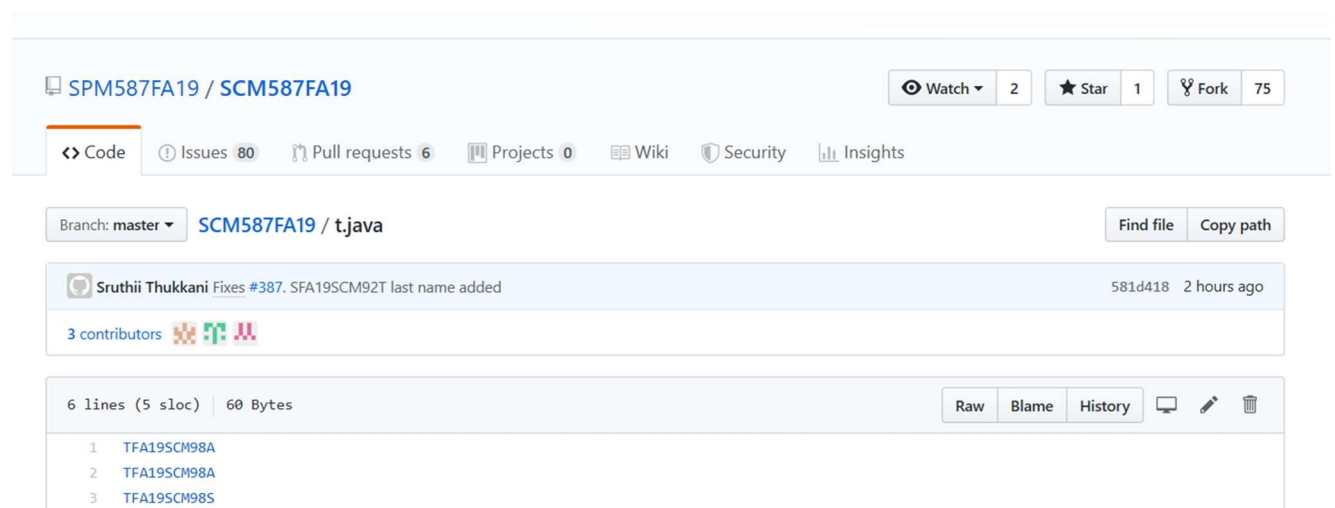 SPM587FA19 / SCM587FA19
Watch 2 Star 1 Fork 75
Code Issues 80 Pull requests 6 Projects 0 Wiki Security Insights
Branch: master SCM587FA19 / t.java Find file Copy path
Sruthii Thukkani Fixes #387. SFA19SCM92T last name added 581d418 2 hours ago
3 contributors
6 lines (5 sloc) 60 Bytes Raw Blame History
1 TFA19SCM98A
2 TFA19SCM98A
3 TFA19SCM98S